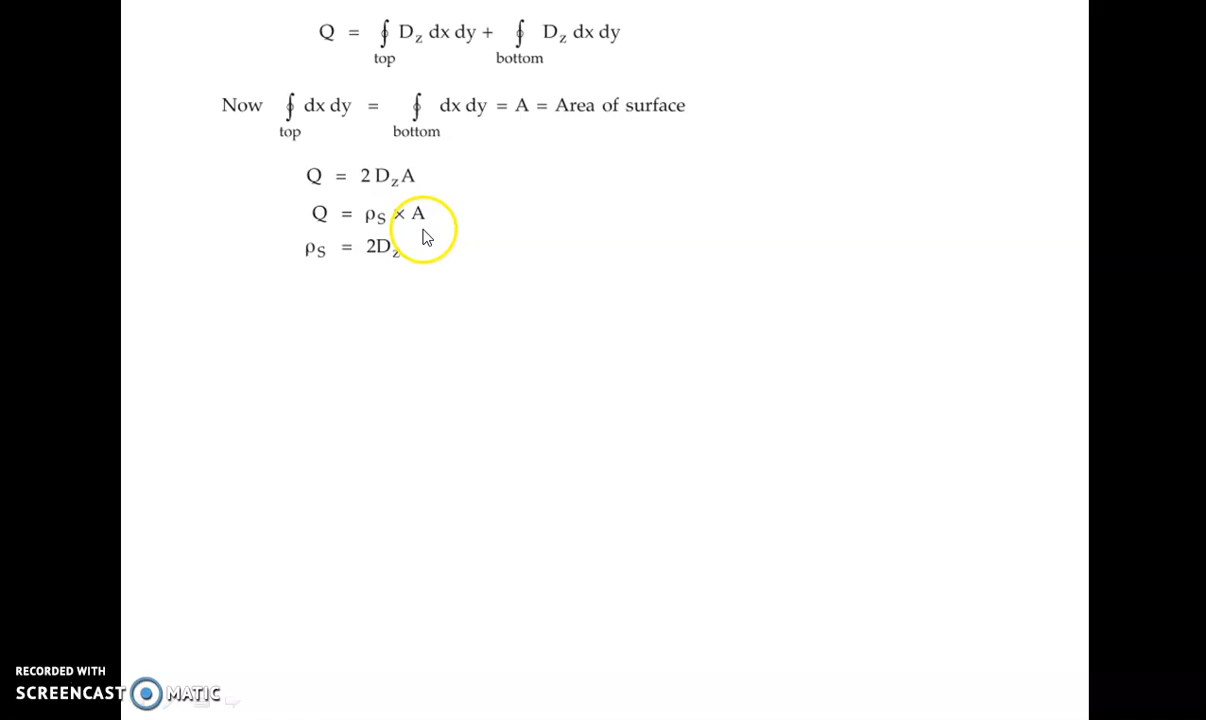 Q = ∮ D_z dx dy + ∮ D_z dx dy
top bottom
Now ∮ dx dy = ∮ dx dy = A = Area of surface
top bottom
Q = 2 D_z A
Q = ρ_S × A
ρ_S = 2D_z
RECORDED WITH
SCREENCAST MATIC